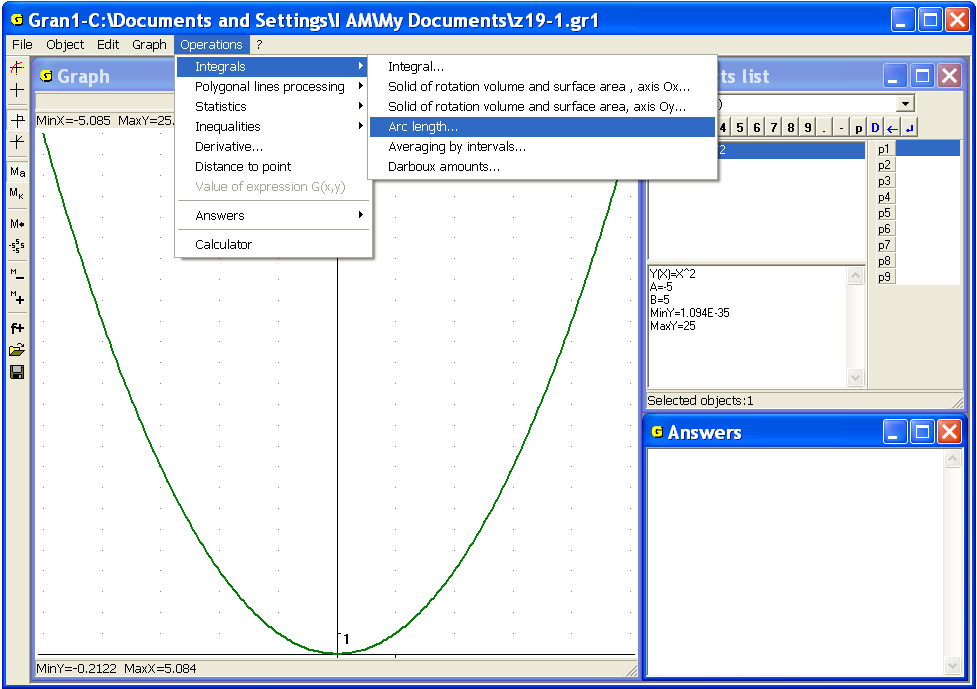 Gran1-C:\Documents and Settings\I AM\My Documents\z19-1.gr1
File Object Edit Graph Operations ?
Graph
MinX=-5.085 MaxY=25.
Integrals
Polygonal lines processing
Statistics
Inequalities
Derivative...
Distance to point
Value of expression G(x,y)
Answers
Calculator
Integral...
Solid of rotation volume and surface area , axis Ox...
Solid of rotation volume and surface area, axis Oy...
Arc length...
Averaging by intervals...
Darboux amounts...
ts list
)
4 5 6 7 8 9 . - p D ← ↲
2
p1
p2
p3
p4
p5
p6
p7
p8
p9
Y(X)=X^2
A=-5
B=5
MinY=1.094E-35
MaxY=25
Selected objects:1
Answers
Ma
Mк
M
M
M
f+
1
MinY=-0.2122 MaxX=5.084